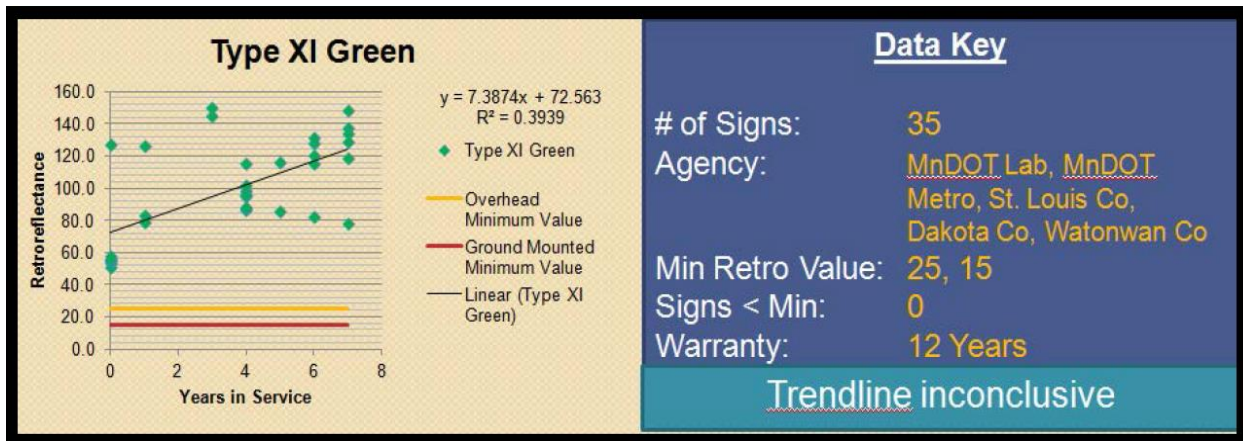 Type XI Green
160.0
140.0
120.0
100.0
80.0
60.0
40.0
20.0
0.0
0 2 4 6 8
Retroreflectance
Years in Service
y = 7.3874x + 72.563
R² = 0.3939
Type XI Green
Overhead
Minimum Value
Ground Mounted
Minimum Value
Linear (Type XI
Green)
Data Key
# of Signs: 35
Agency: MnDOT Lab, MnDOT
Metro, St. Louis Co,
Dakota Co, Watonwan Co
Min Retro Value: 25, 15
Signs < Min: 0
Warranty: 12 Years
Trendline inconclusive